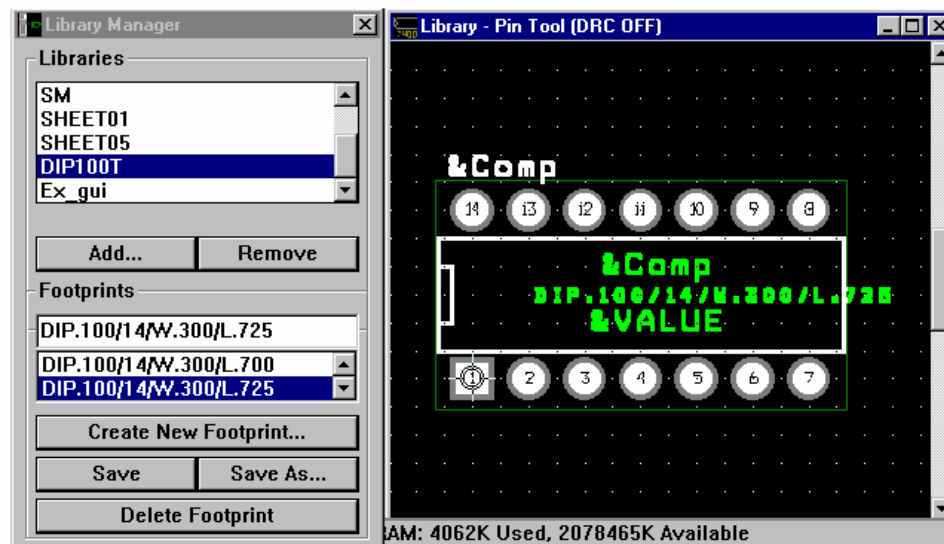 Library Manager
Libraries
SM
SHEET01
SHEET05
DIP100T
Ex_gui
Add...
Remove
Footprints
DIP.100/14/W.300/L.725
DIP.100/14/W.300/L.700
DIP.100/14/W.300/L.725
Create New Footprint...
Save
Save As...
Delete Footprint
Library - Pin Tool (DRC OFF)
&Comp
14 13 12 11 10 9 8
&Comp
DIP.100/14/W.300/L.725
&VALUE
1 2 3 4 5 6 7
AM: 4062K Used, 2078465K Available